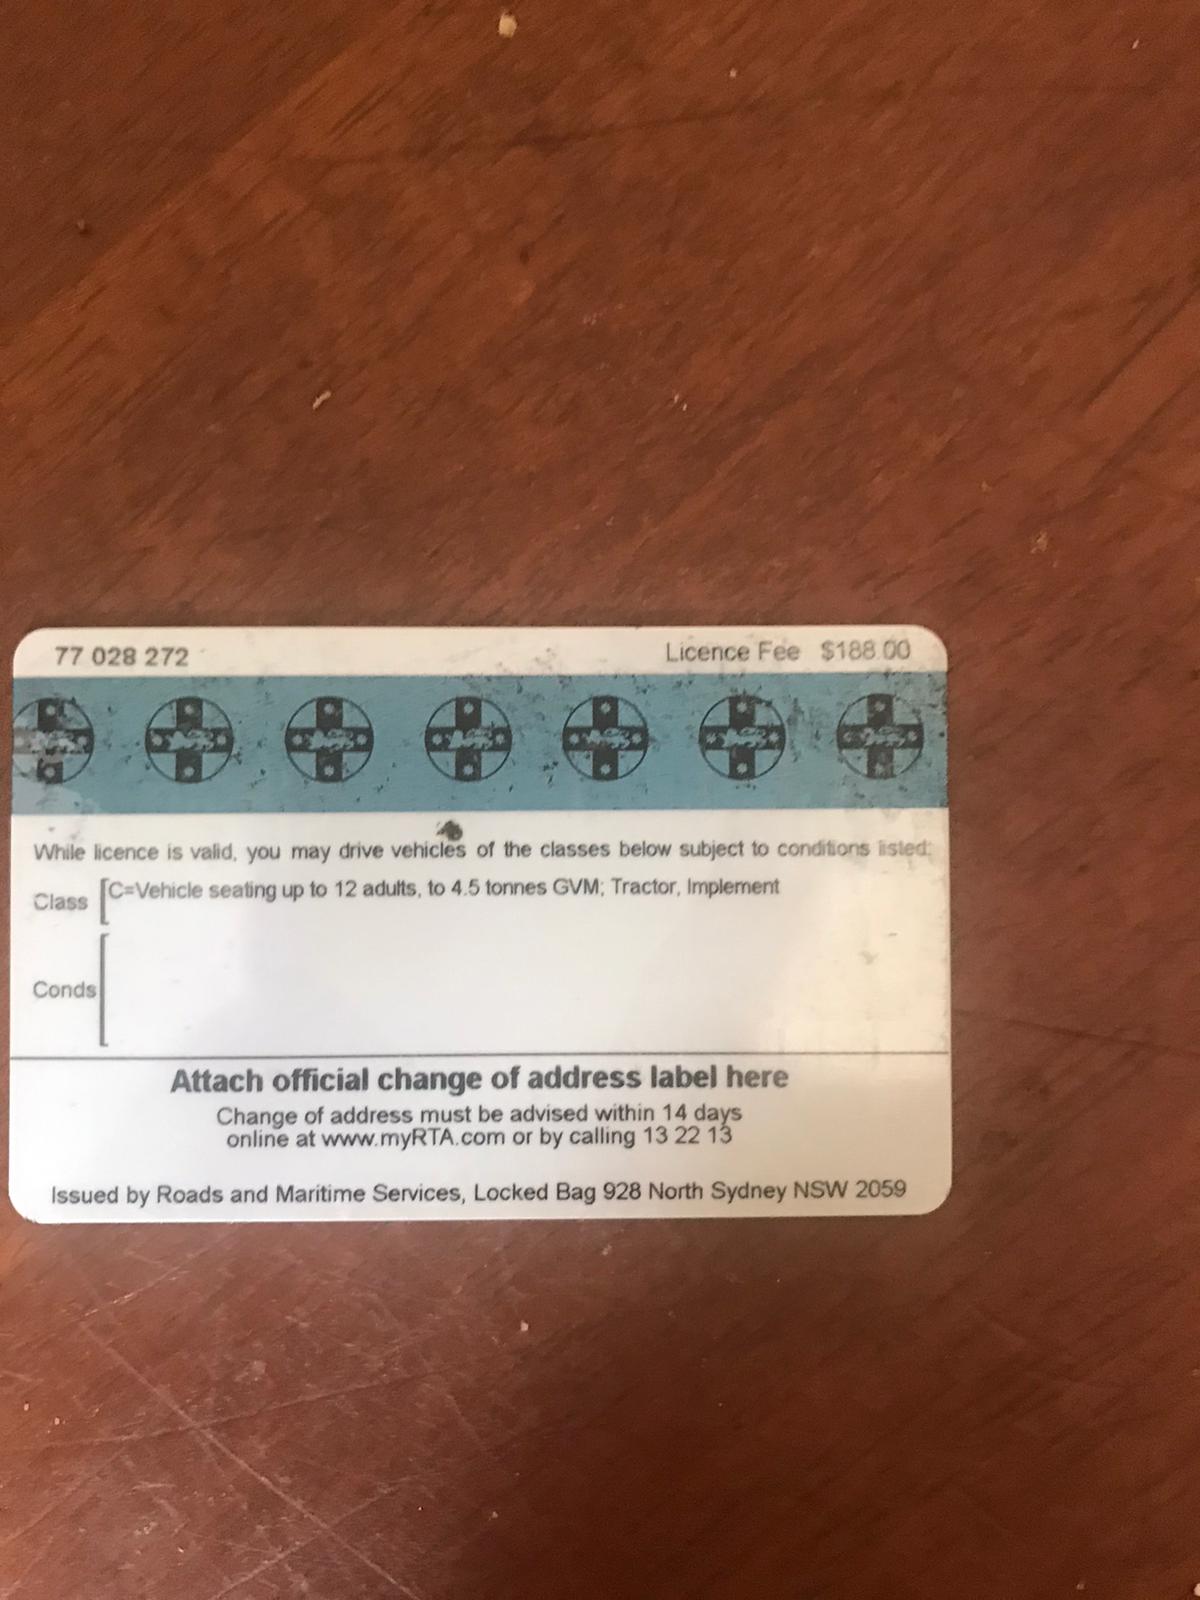 77 028 272 Licence Fee $188.00
While licence is valid, you may drive vehicles of the classes below subject to conditions listed:
Class C=Vehicle seating up to 12 adults, to 4.5 tonnes GVM; Tractor, Implement
Conds
Attach official change of address label here
Change of address must be advised within 14 days
online at www.myRTA.com or by calling 13 22 13
Issued by Roads and Maritime Services, Locked Bag 928 North Sydney NSW 2059